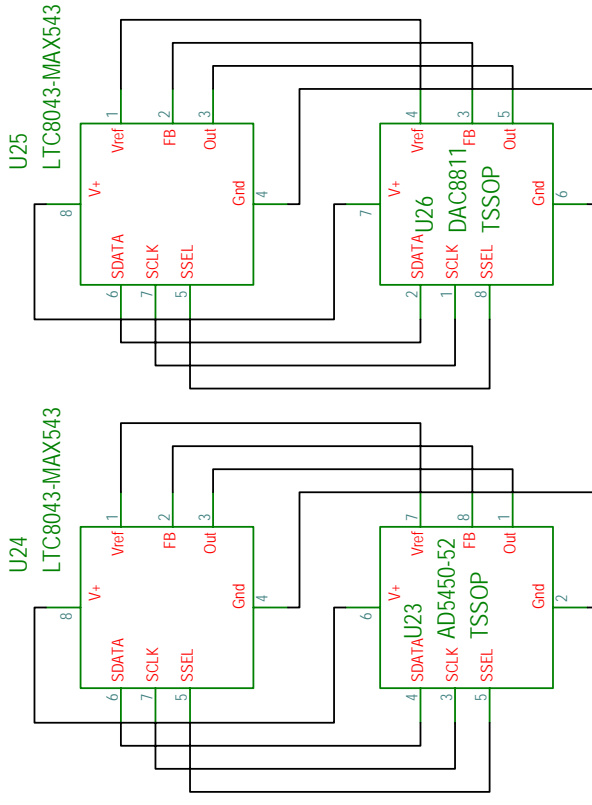 U25
LTC8043-MAX543
1
2
3
Vref
FB
Out
8
V+
Gnd
4
SDATA
SCLK
SSEL
6
7
5
4
3
5
Vref
FB
Out
7
V+
U26
DAC8811
TSSOP
Gnd
6
SDATA
SCLK
SSEL
2
1
8
U24
LTC8043-MAX543
1
2
3
Vref
FB
Out
8
V+
Gnd
4
SDATA
SCLK
SSEL
6
7
5
7
8
1
Vref
FB
Out
6
V+
U23
AD5450-52
TSSOP
Gnd
2
SDATA
SCLK
SSEL
4
3
5